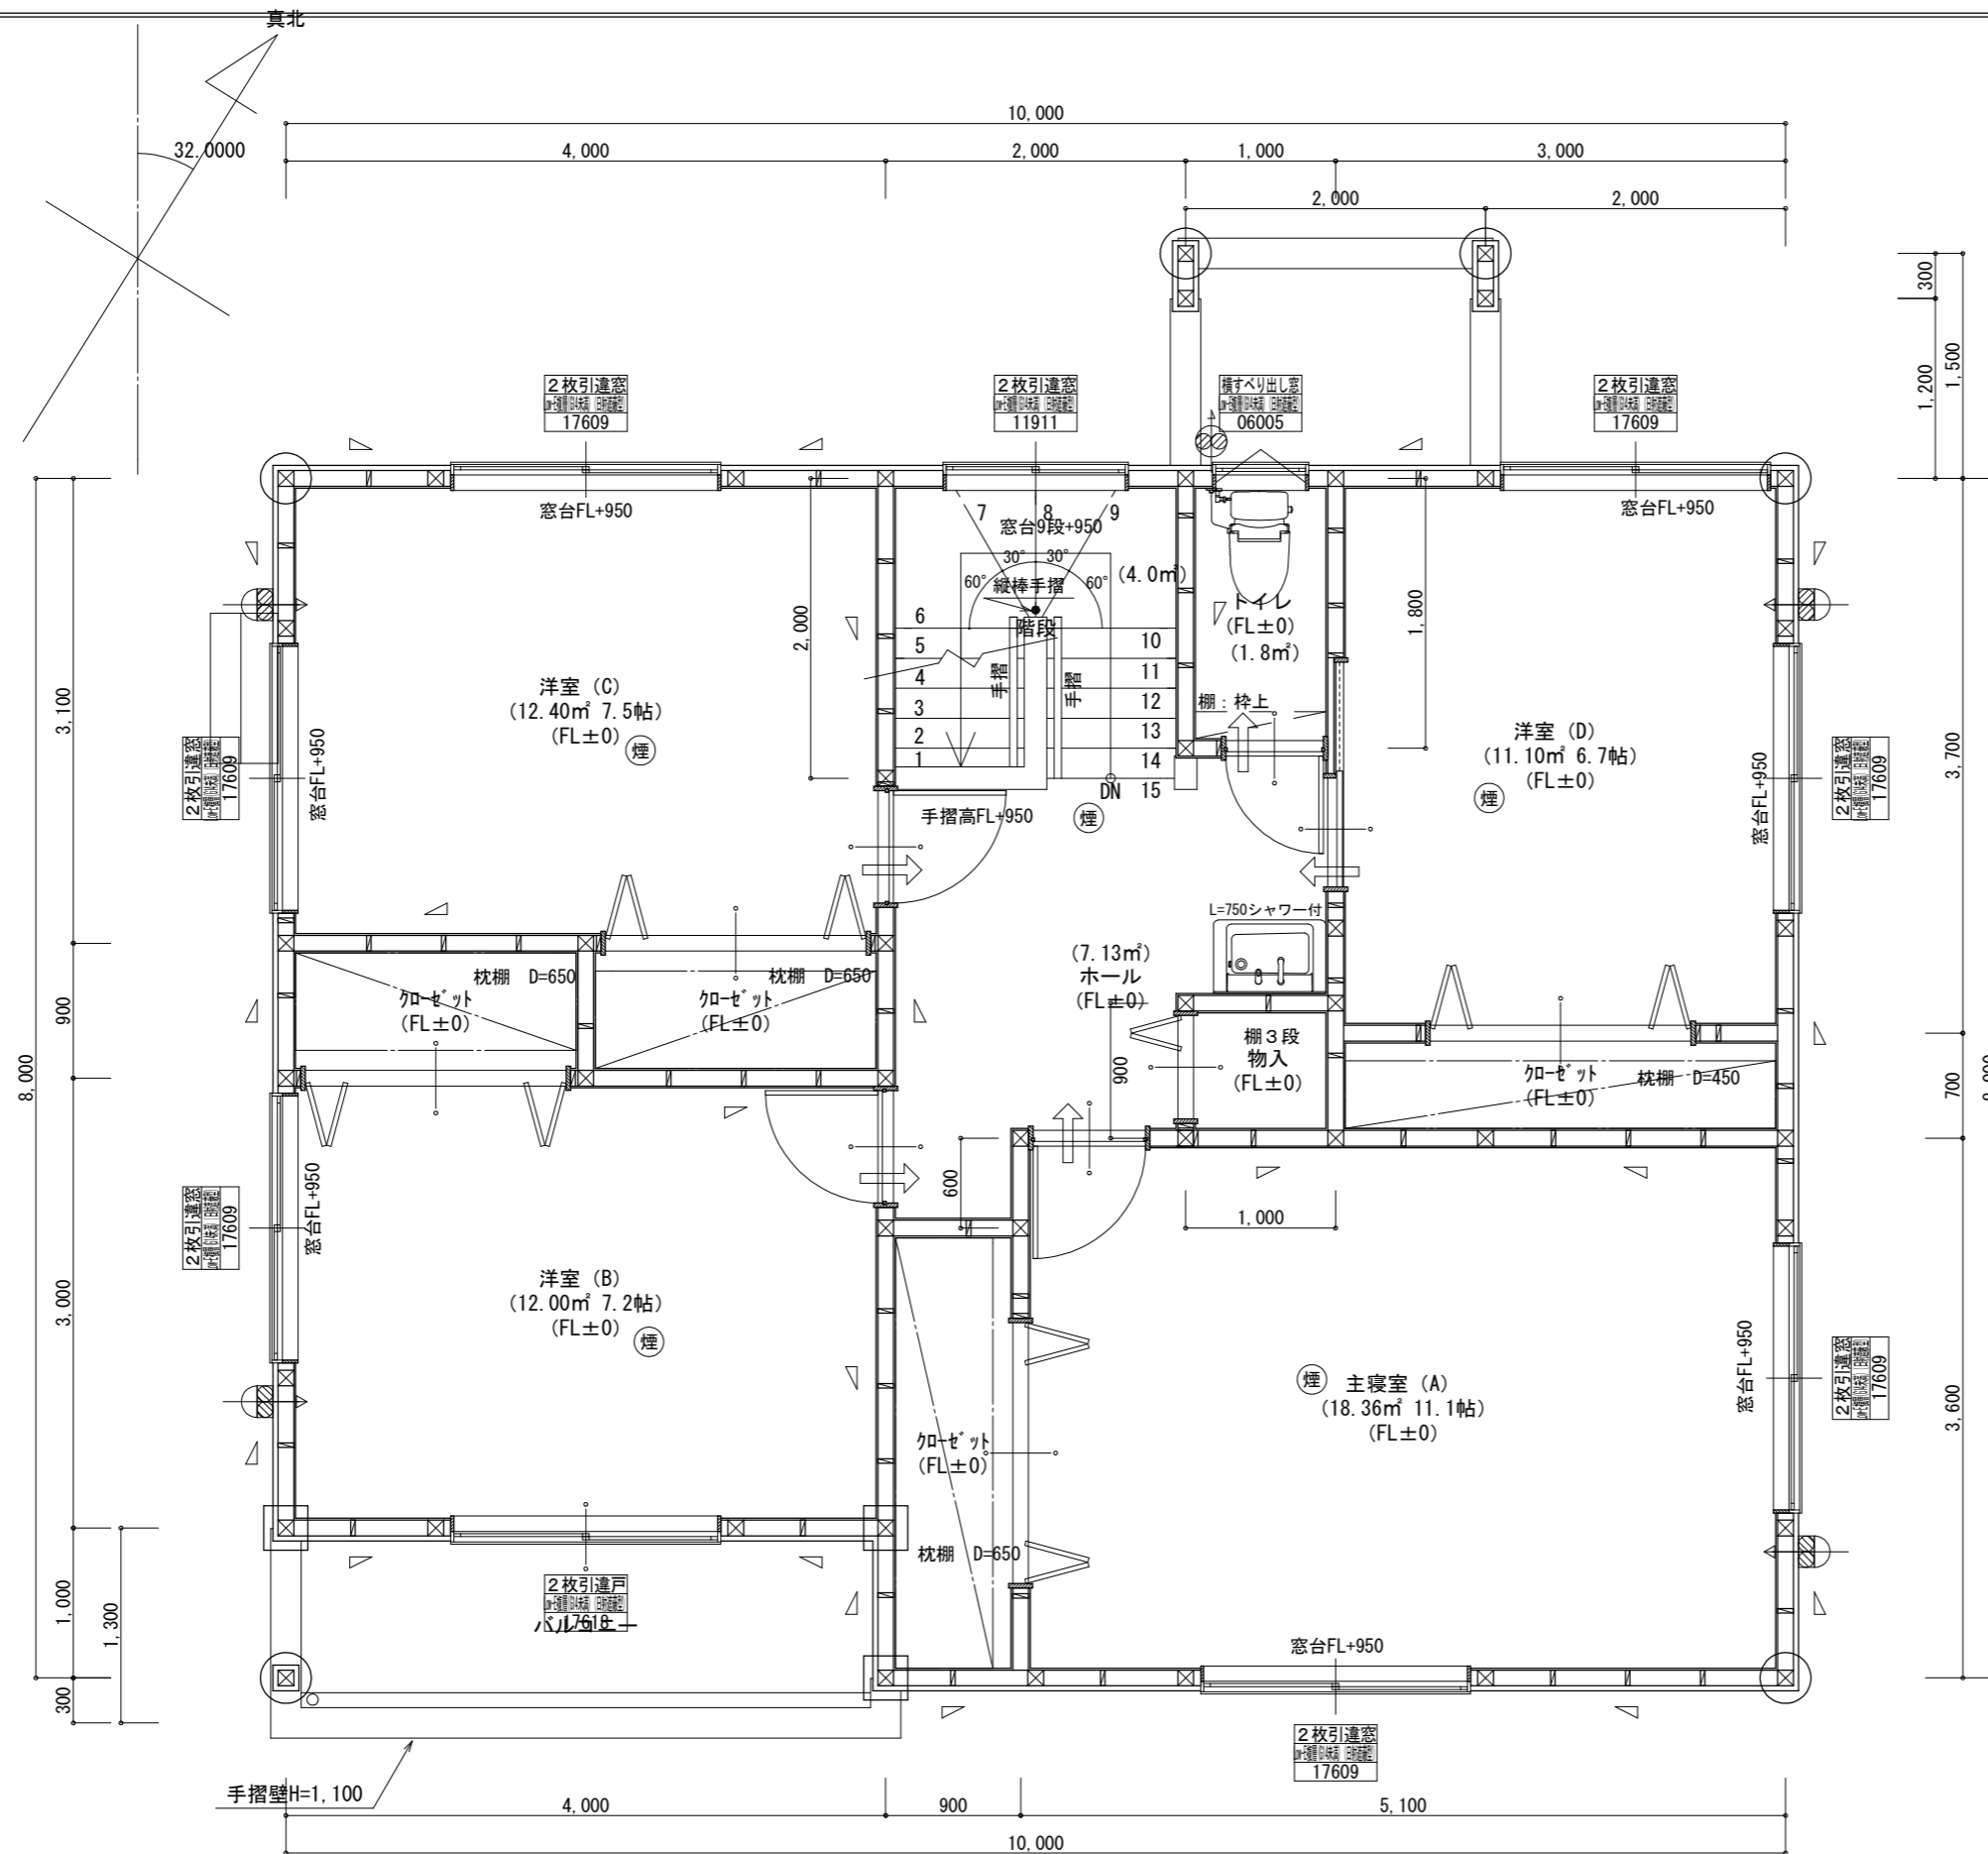 真北
32.0000
10,000
4,000
2,000
1,000
3,000
2,000
2,000
300
1,200
1,500
2枚引違窓
17609
2枚引違窓
11911
横すべり出し窓
06005
2枚引違窓
17609
窓台FL+950
7
8
9
窓台9段+950
窓台FL+950
30°
30°
60°
縦棒手摺
60°
(4.0㎡)
階段
トイレ
(FL±0)
(1.8㎡)
2,000
1,800
6
5
4
3
2
1
手摺
手摺
10
11
12
13
14
15
DN
棚：枠上
洋室 (C)
(12.40㎡ 7.5帖)
(FL±0)
煙
手摺高FL+950
煙
洋室 (D)
(11.10㎡ 6.7帖)
(FL±0)
煙
3,100
2枚引違窓
17609
窓台FL+950
窓台FL+950
2枚引違窓
17609
3,700
L=750シャワー付
(7.13㎡)
ホール
(FL±0)
枕棚 D=650
ｸﾛｰｾﾞｯﾄ
(FL±0)
枕棚 D=650
ｸﾛｰｾﾞｯﾄ
(FL±0)
900
8,000
900
棚３段
物入
(FL±0)
ｸﾛｰｾﾞｯﾄ
(FL±0)
枕棚 D=450
700
600
1,000
2枚引違窓
17609
窓台FL+950
3,000
洋室 (B)
(12.00㎡ 7.2帖)
(FL±0)
煙
煙
主寝室 (A)
(18.36㎡ 11.1帖)
(FL±0)
窓台FL+950
2枚引違窓
17609
3,600
ｸﾛｰｾﾞｯﾄ
(FL±0)
枕棚 D=650
2枚引違戸
17618
バルコニー
1,000
1,300
300
窓台FL+950
2枚引違窓
17609
手摺壁H=1,100
4,000
900
5,100
10,000